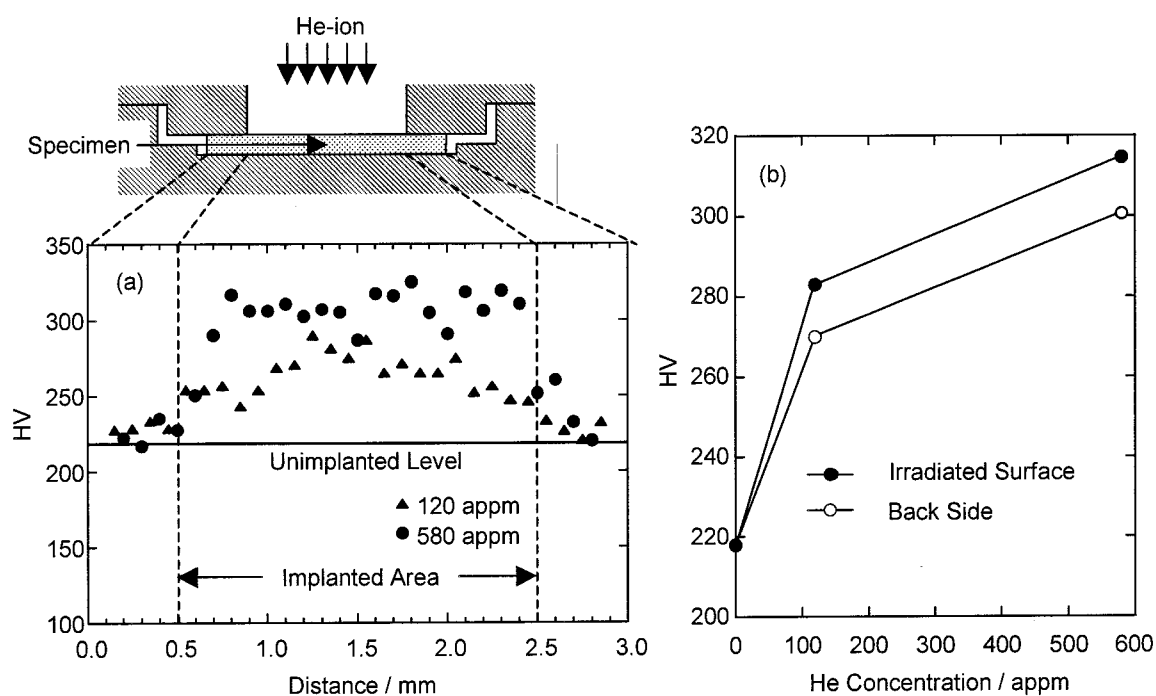 He-ion
Specimen
(a)
350
300
250
200
150
100
HV
Unimplanted Level
▲ 120 appm
● 580 appm
Implanted Area
0.0 0.5 1.0 1.5 2.0 2.5 3.0
Distance / mm
(b)
320
300
280
260
240
220
200
HV
Irradiated Surface
Back Side
0 100 200 300 400 500 600
He Concentration / appm